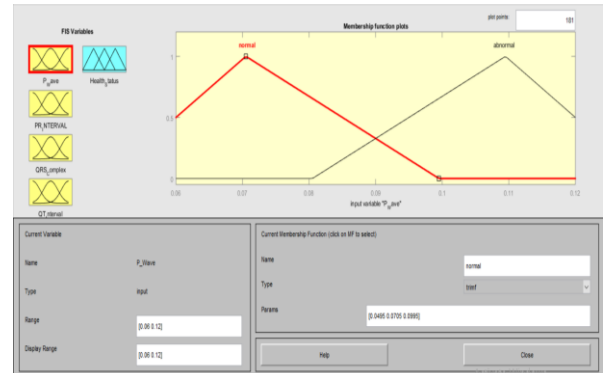 FIS Variables
Membership function plots
plot points:
181
P_Wave
Health_Status
PR_INTERVAL
QRS_Complex
QT_Interval
normal
abnormal
1
0.5
0
0.06 0.07 0.08 0.09 0.1 0.11 0.12
input variable "P_Wave"
Current Variable
Name P_Wave
Type input
Range [0.06 0.12]
Display Range [0.06 0.12]
Current Membership Function (click on MF to select)
Name normal
Type trimf
Params [0.0495 0.0705 0.0995]
Help
Close